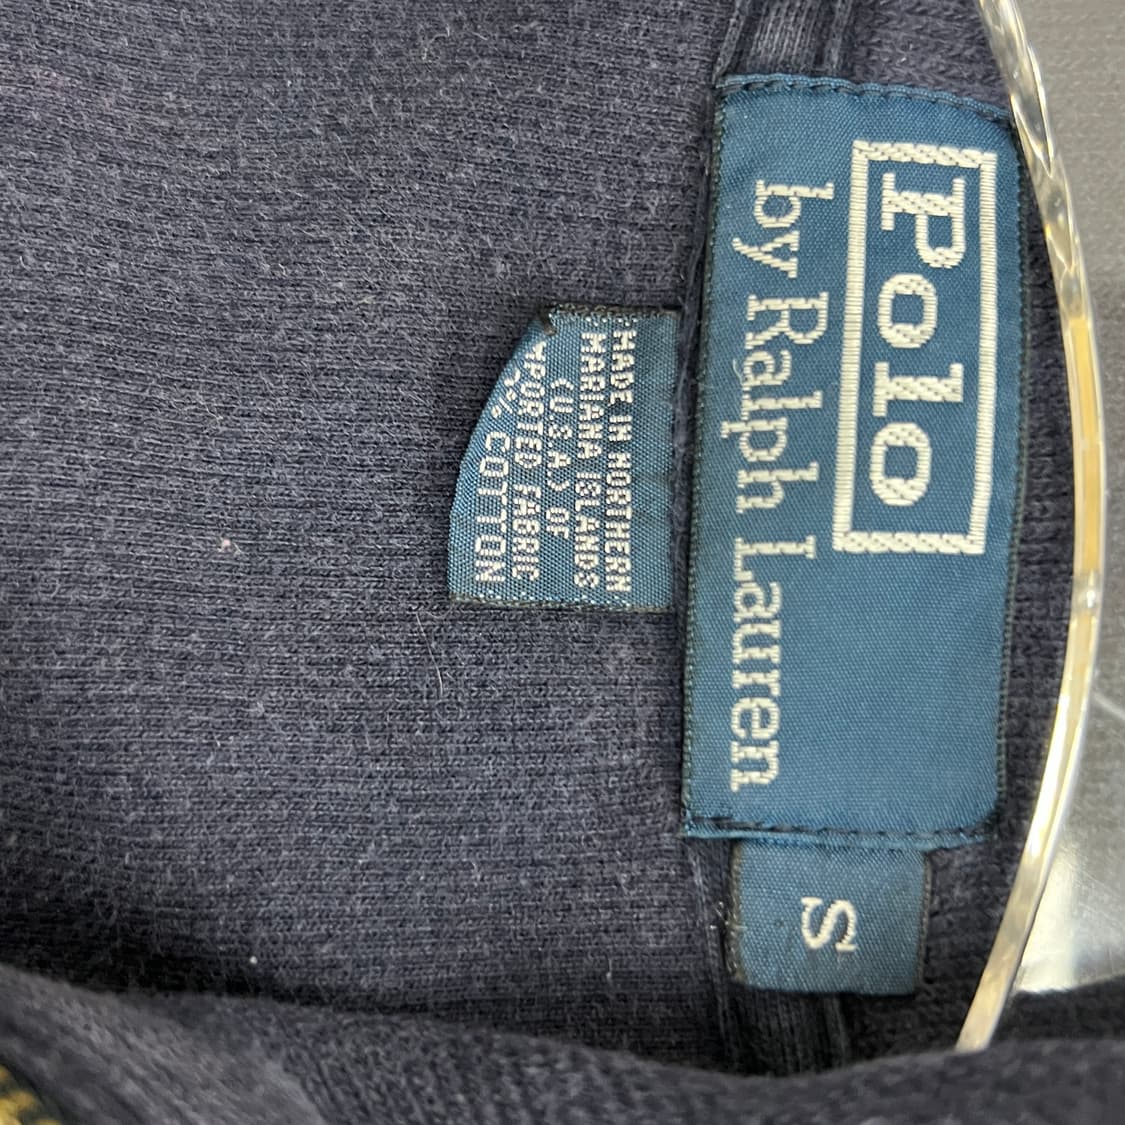 Polo
by Ralph Lauren
S
MADE IN NORTHERN
MARIANA ISLANDS
(U.S.A.) OF
IMPORTED FABRIC
% COTTON